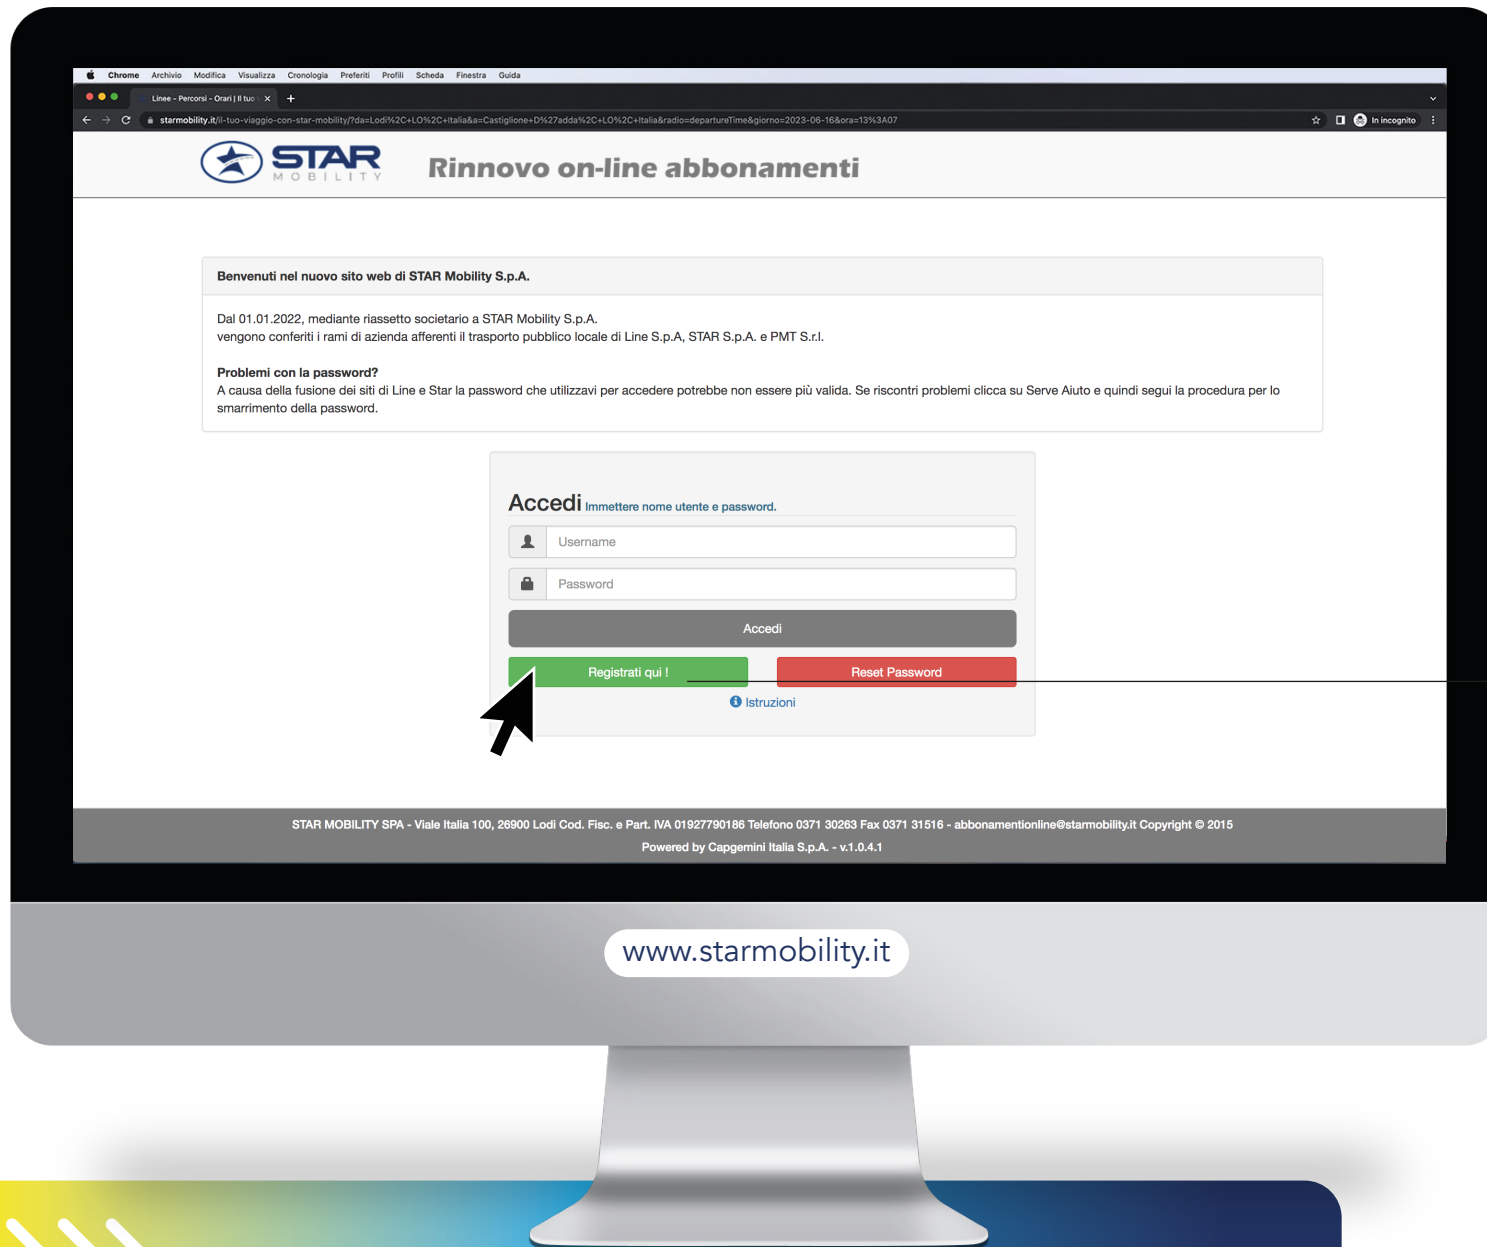 Chrome Archivio Modifica Visualizza Cronologia Preferiti Profili Scheda Finestra Guida
Linee - Percorsi - Orari | Il tuo
starmobility.it/il-tuo-viaggio-con-star-mobility/?da=Lodi%2C+LO%2C+Italia&a=Castiglione+D%27adda%2C+LO%2C+Italia&radio=departureTime&giorno=2023-06-16&ora=13%3A07
In incognito
STAR
MOBILITY
Rinnovo on-line abbonamenti
Benvenuti nel nuovo sito web di STAR Mobility S.p.A.
Dal 01.01.2022, mediante riassetto societario a STAR Mobility S.p.A.
vengono conferiti i rami di azienda afferenti il trasporto pubblico locale di Line S.p.A, STAR S.p.A. e PMT S.r.l.
Problemi con la password?
A causa della fusione dei siti di Line e Star la password che utilizzavi per accedere potrebbe non essere più valida. Se riscontri problemi clicca su Serve Aiuto e quindi segui la procedura per lo
smarrimento della password.
Accedi Immettere nome utente e password.
Username
Password
Accedi
Registrati qui !
Reset Password
Istruzioni
STAR MOBILITY SPA - Viale Italia 100, 26900 Lodi Cod. Fisc. e Part. IVA 01927790186 Telefono 0371 30263 Fax 0371 31516 - abbonamentionline@starmobility.it Copyright © 2015
Powered by Capgemini Italia S.p.A. - v.1.0.4.1
www.starmobility.it